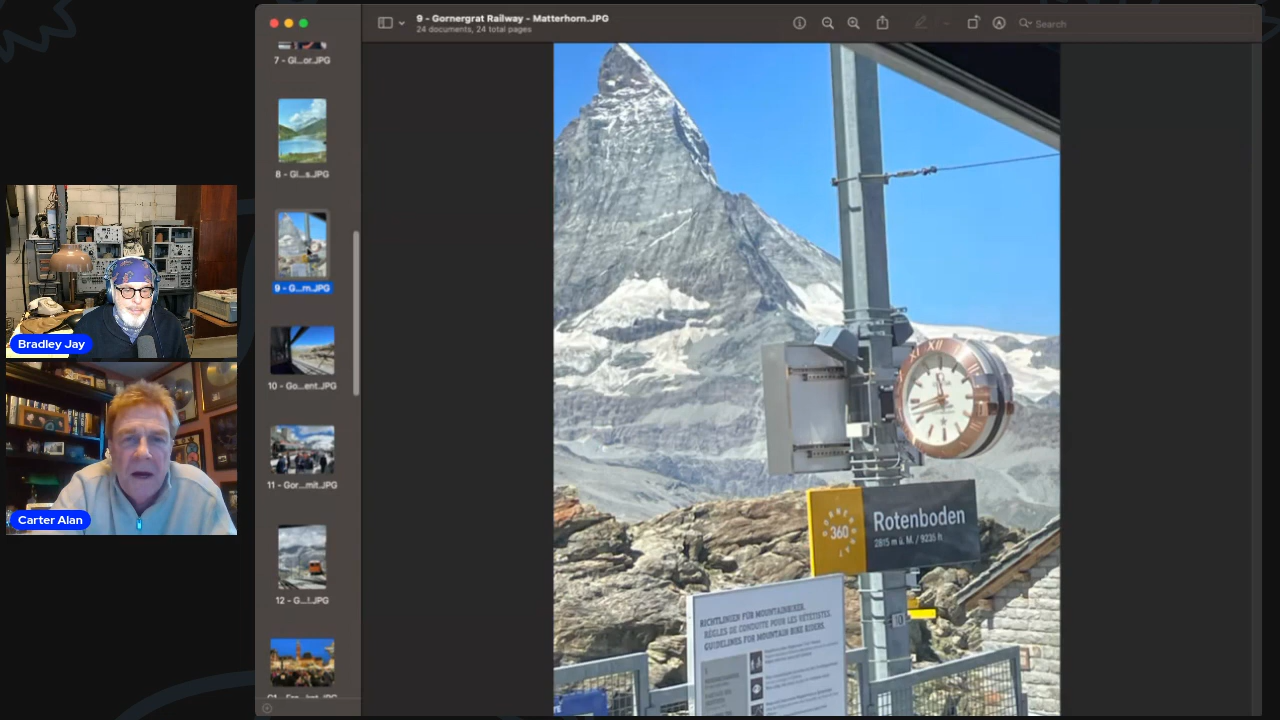 9 - Gornergrat Railway - Matterhorn.JPG
24 documents, 24 total pages
Search
7 - Gl...or.JPG
8 - Gl...s.JPG
9 - G...m.JPG
10 - Go...ent.JPG
11 - Gor...mit.JPG
12 - G...!.JPG
Bradley Jay
Carter Alan
XI XII
360
Rotenboden
2815 m ü. M. / 9235 ft
RICHTLINIEN FÜR MOUNTAINBIKER.
RÈGLES DE CONDUITE POUR LES VÉTÉTISTES.
GUIDELINES FOR MOUNTAIN BIKE RIDERS.